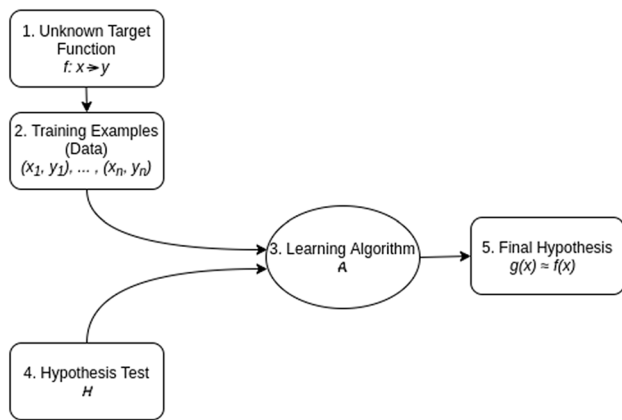 1. Unknown Target
Function
f: x → y
2. Training Examples
(Data)
(x₁, y₁), ... , (xₙ, yₙ)
3. Learning Algorithm
A
5. Final Hypothesis
g(x) ≈ f(x)
4. Hypothesis Test
H